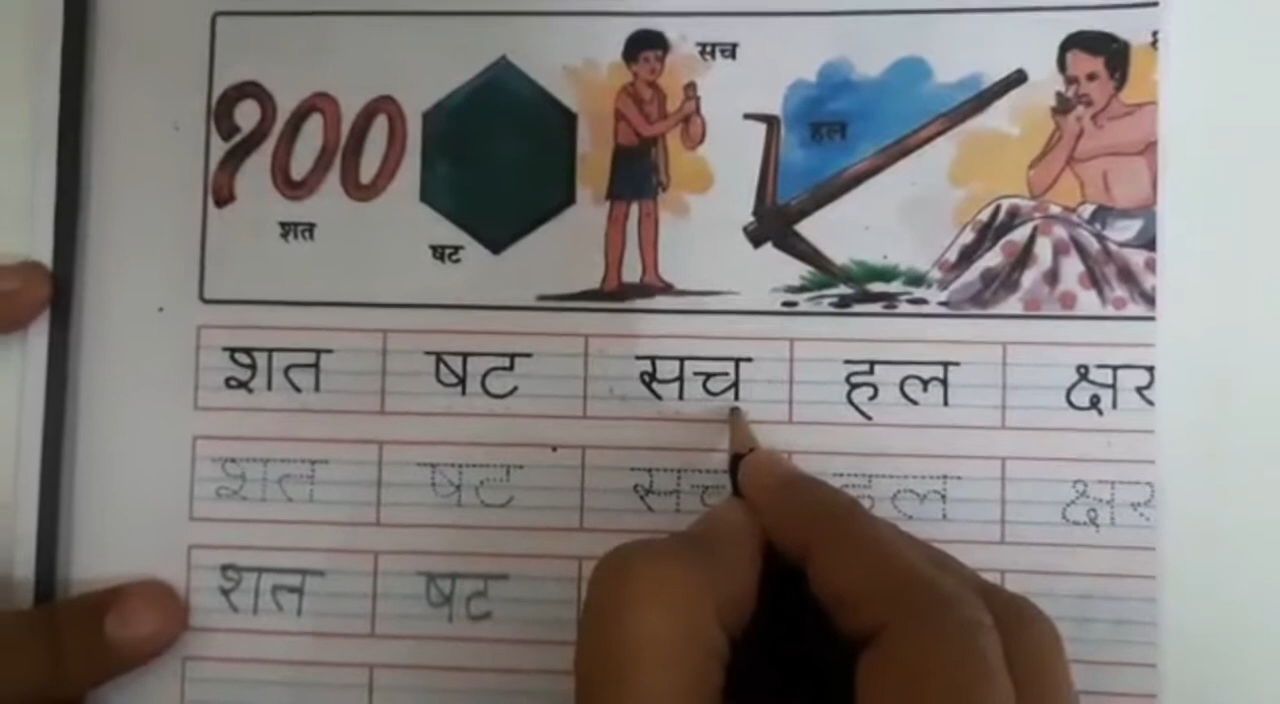 सच
१००
हल
शत
षट
शत षट सच हल क्षर
शत षट सच हल क्षर
शत षट